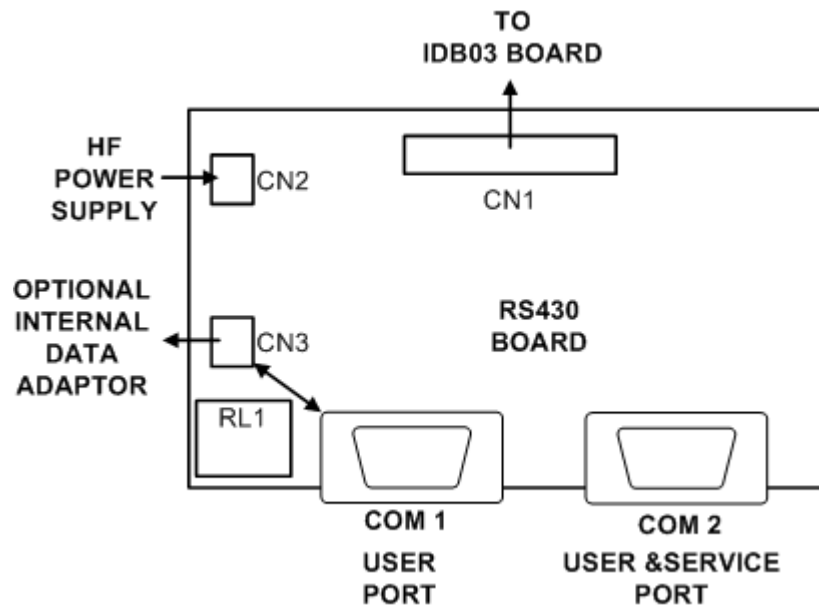 TO
IDB03 BOARD
HF
POWER
SUPPLY
CN2
CN1
OPTIONAL
INTERNAL
DATA
ADAPTOR
CN3
RS430
BOARD
RL1
COM 1
USER
PORT
COM 2
USER &SERVICE
PORT